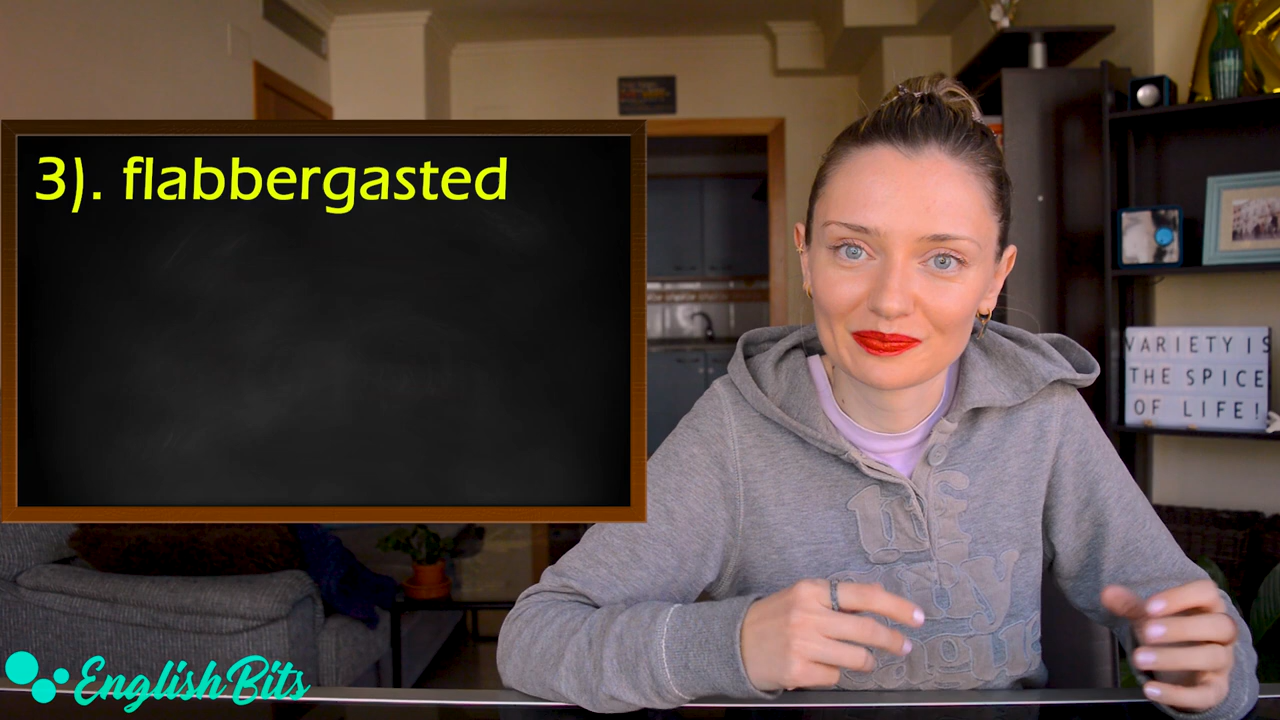 3). flabbergasted
VARIETY IS
THE SPICE
OF LIFE!
EnglishBits